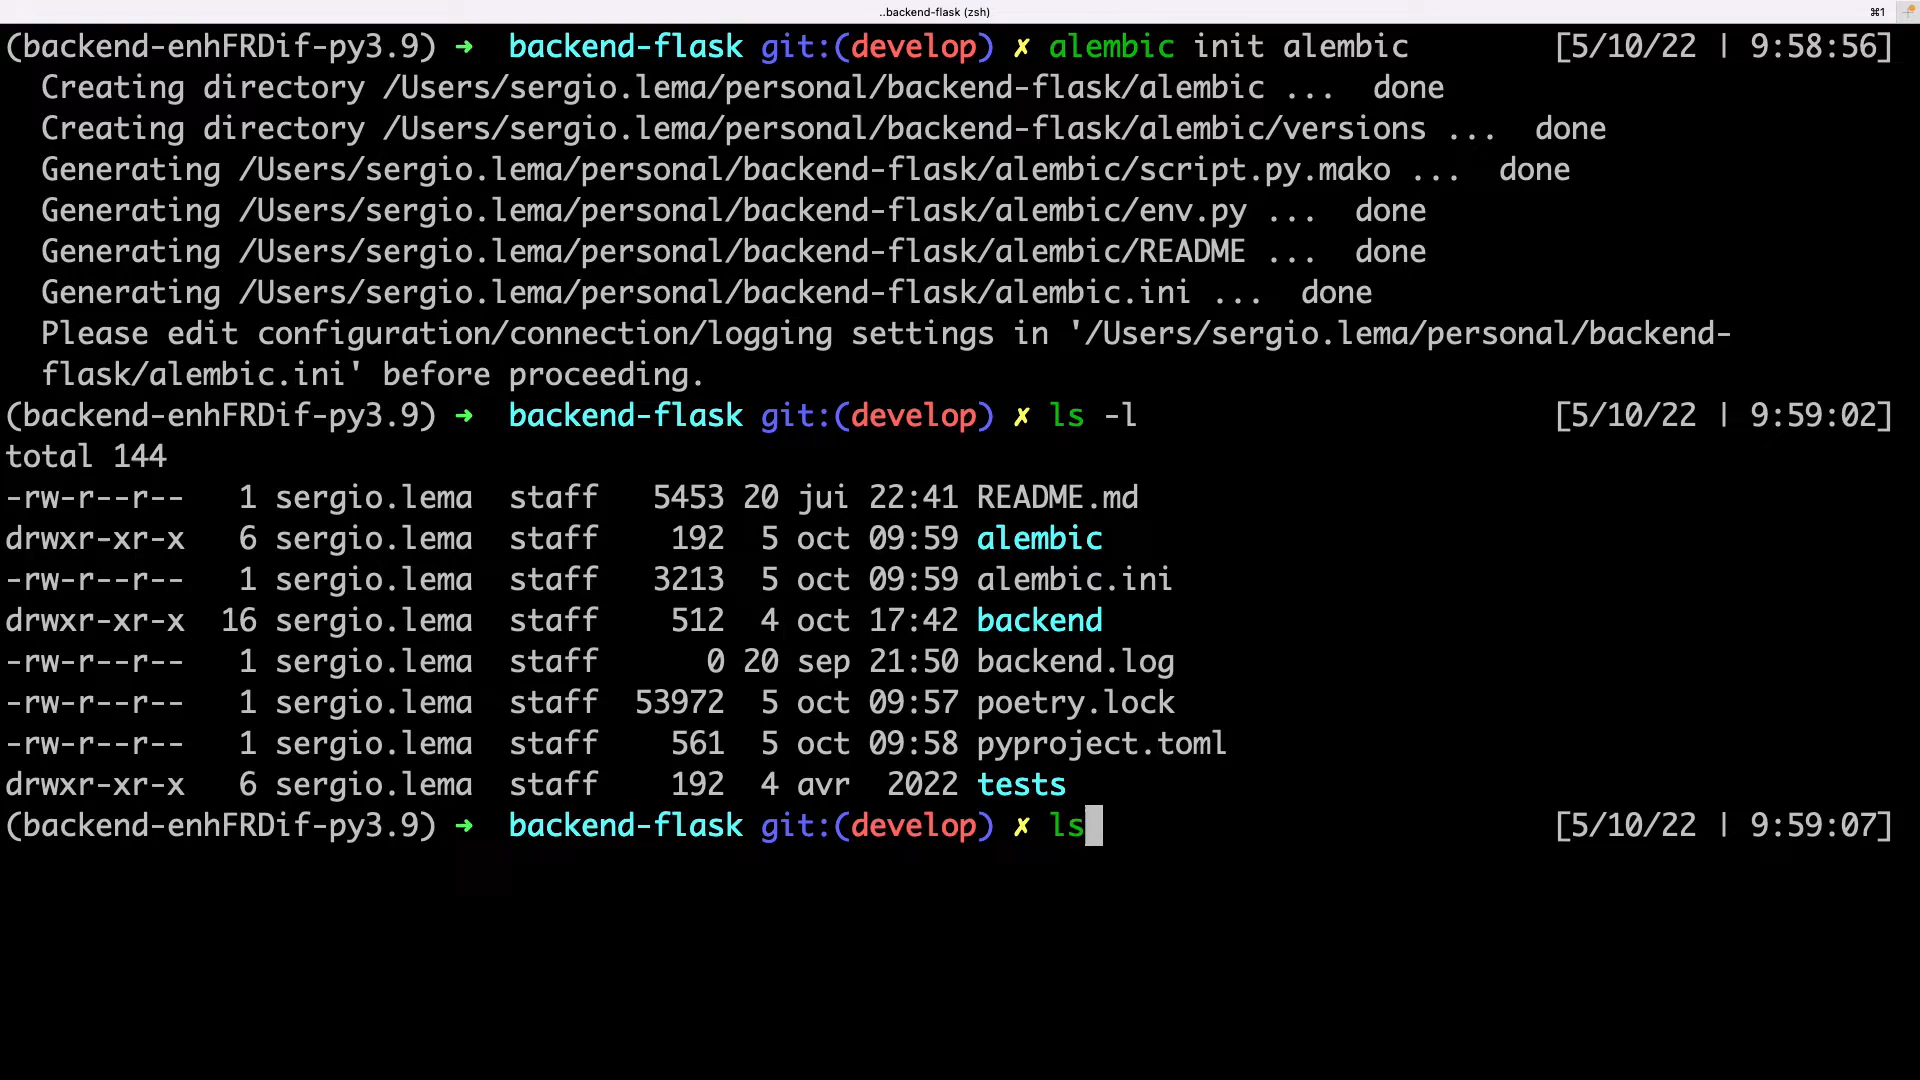 ..backend-flask (zsh) ⌘1
(backend-enhFRDif-py3.9) ➜  backend-flask git:(develop) ✗ alembic init alembic [5/10/22 | 9:58:56]
  Creating directory /Users/sergio.lema/personal/backend-flask/alembic ...  done
  Creating directory /Users/sergio.lema/personal/backend-flask/alembic/versions ...  done
  Generating /Users/sergio.lema/personal/backend-flask/alembic/script.py.mako ...  done
  Generating /Users/sergio.lema/personal/backend-flask/alembic/env.py ...  done
  Generating /Users/sergio.lema/personal/backend-flask/alembic/README ...  done
  Generating /Users/sergio.lema/personal/backend-flask/alembic.ini ...  done
  Please edit configuration/connection/logging settings in '/Users/sergio.lema/personal/backend-
  flask/alembic.ini' before proceeding.
(backend-enhFRDif-py3.9) ➜  backend-flask git:(develop) ✗ ls -l [5/10/22 | 9:59:02]
total 144
-rw-r--r--   1 sergio.lema  staff   5453 20 jui 22:41 README.md
drwxr-xr-x   6 sergio.lema  staff    192  5 oct 09:59 alembic
-rw-r--r--   1 sergio.lema  staff   3213  5 oct 09:59 alembic.ini
drwxr-xr-x  16 sergio.lema  staff    512  4 oct 17:42 backend
-rw-r--r--   1 sergio.lema  staff      0 20 sep 21:50 backend.log
-rw-r--r--   1 sergio.lema  staff  53972  5 oct 09:57 poetry.lock
-rw-r--r--   1 sergio.lema  staff    561  5 oct 09:58 pyproject.toml
drwxr-xr-x   6 sergio.lema  staff    192  4 avr  2022 tests
(backend-enhFRDif-py3.9) ➜  backend-flask git:(develop) ✗ ls [5/10/22 | 9:59:07]